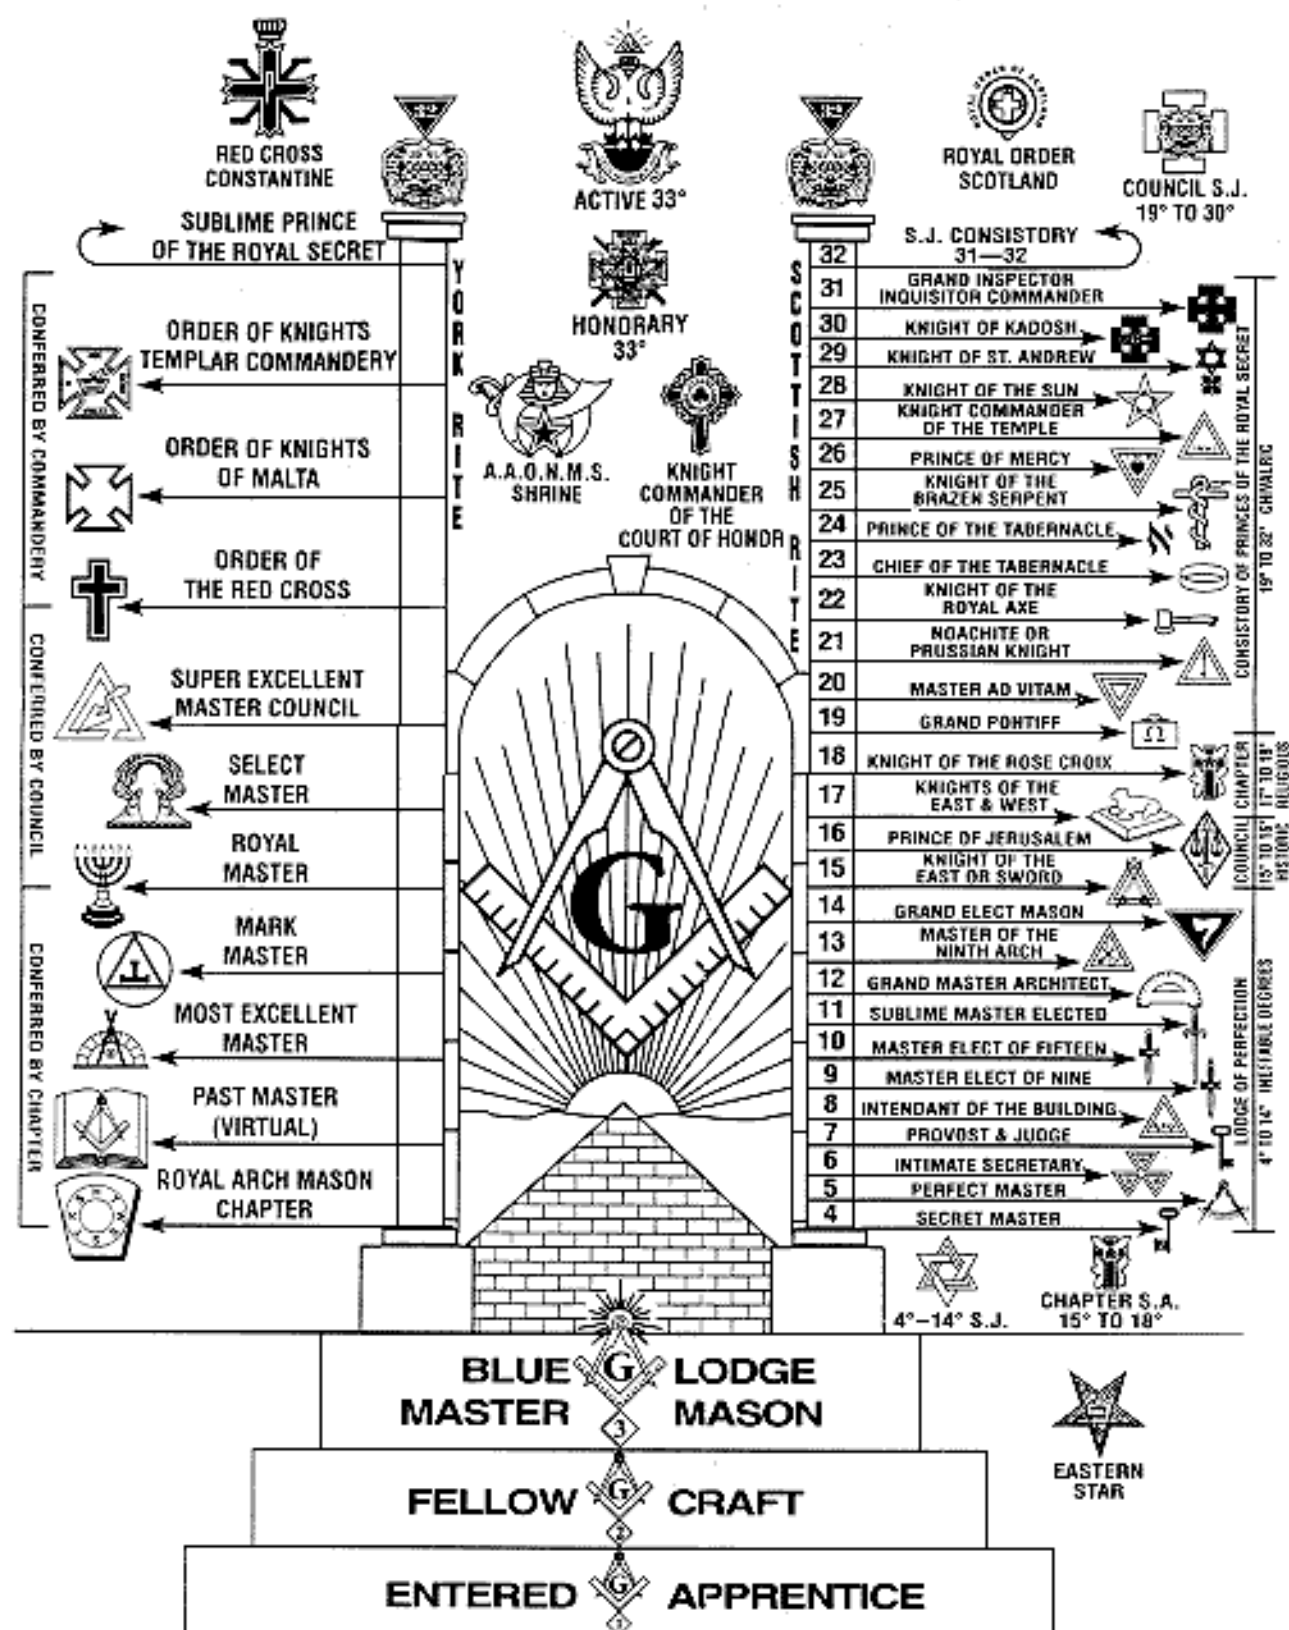 RED CROSS
CONSTANTINE
ACTIVE 33°
ROYAL ORDER OF SCOTLAND
ROYAL ORDER
SCOTLAND
COUNCIL S.J.
19° TO 30°
SUBLIME PRINCE
OF THE ROYAL SECRET
HONORARY
33°
A.A.O.N.M.S.
SHRINE
KNIGHT
COMMANDER
OF THE
COURT OF HONOR
YORK RITE
CONFERRED BY COMMANDERY
ORDER OF KNIGHTS
TEMPLAR COMMANDERY
ORDER OF KNIGHTS
OF MALTA
ORDER OF
THE RED CROSS
CONFERRED BY COUNCIL
SUPER EXCELLENT
MASTER COUNCIL
SELECT
MASTER
ROYAL
MASTER
CONFERRED BY CHAPTER
MARK
MASTER
MOST EXCELLENT
MASTER
PAST MASTER
(VIRTUAL)
ROYAL ARCH MASON
CHAPTER
SCOTTISH RITE
S.J. CONSISTORY
32 31—32
31 GRAND INSPECTOR
INQUISITOR COMMANDER
30 KNIGHT OF KADOSH
29 KNIGHT OF ST. ANDREW
28 KNIGHT OF THE SUN
27 KNIGHT COMMANDER
OF THE TEMPLE
26 PRINCE OF MERCY
25 KNIGHT OF THE
BRAZEN SERPENT
24 PRINCE OF THE TABERNACLE
23 CHIEF OF THE TABERNACLE
22 KNIGHT OF THE
ROYAL AXE
21 NOACHITE OR
PRUSSIAN KNIGHT
20 MASTER AD VITAM
19 GRAND PONTIFF
Ω
18 KNIGHT OF THE ROSE CROIX
17 KNIGHTS OF THE
EAST & WEST
16 PRINCE OF JERUSALEM
15 KNIGHT OF THE
EAST OR SWORD
14 GRAND ELECT MASON
13 MASTER OF THE
NINTH ARCH
12 GRAND MASTER ARCHITECT
11 SUBLIME MASTER ELECTED
10 MASTER ELECT OF FIFTEEN
9 MASTER ELECT OF NINE
8 INTENDANT OF THE BUILDING
7 PROVOST & JUDGE
6 INTIMATE SECRETARY
5 PERFECT MASTER
4 SECRET MASTER
CONSISTORY OF PRINCES OF THE ROYAL SECRET
19° TO 32° CHIVALRIC
CHAPTER
17° TO 18°
RELIGIOUS
COUNCIL
HISTORIC
LODGE OF PERFECTION
4° TO 14° INEFFABLE DEGREES
G
4°–14° S.J.
CHAPTER S.A.
15° TO 18°
BLUE G LODGE
MASTER 3 MASON
FELLOW G CRAFT
2
ENTERED G APPRENTICE
1
EASTERN
STAR